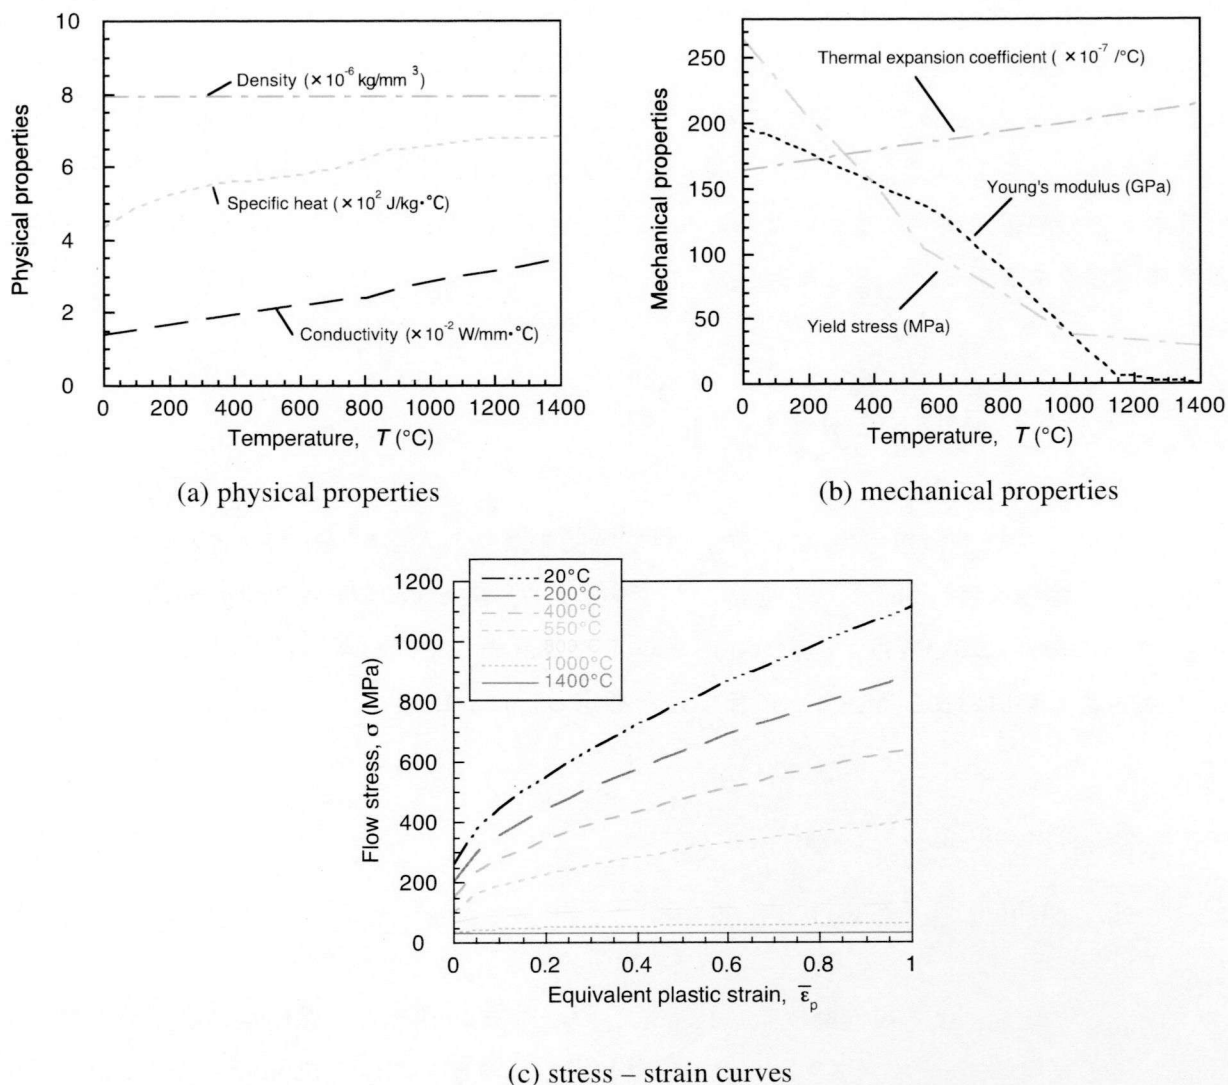 10
8
6
4
2
0
Physical properties
Density (×10⁻⁶ kg/mm³)
Specific heat (×10² J/kg•°C)
Conductivity (×10⁻² W/mm•°C)
0 200 400 600 800 1000 1200 1400
Temperature, T (°C)
(a) physical properties
250
200
150
100
50
0
Mechanical properties
Thermal expansion coefficient (×10⁻⁷ /°C)
Young's modulus (GPa)
Yield stress (MPa)
0 200 400 600 800 1000 1200 1400
Temperature, T (°C)
(b) mechanical properties
20°C
200°C
400°C
550°C
800°C
1000°C
1400°C
1200
1000
800
600
400
200
0
Flow stress, σ (MPa)
0 0.2 0.4 0.6 0.8 1
Equivalent plastic strain, ε̅ₚ
(c) stress – strain curves